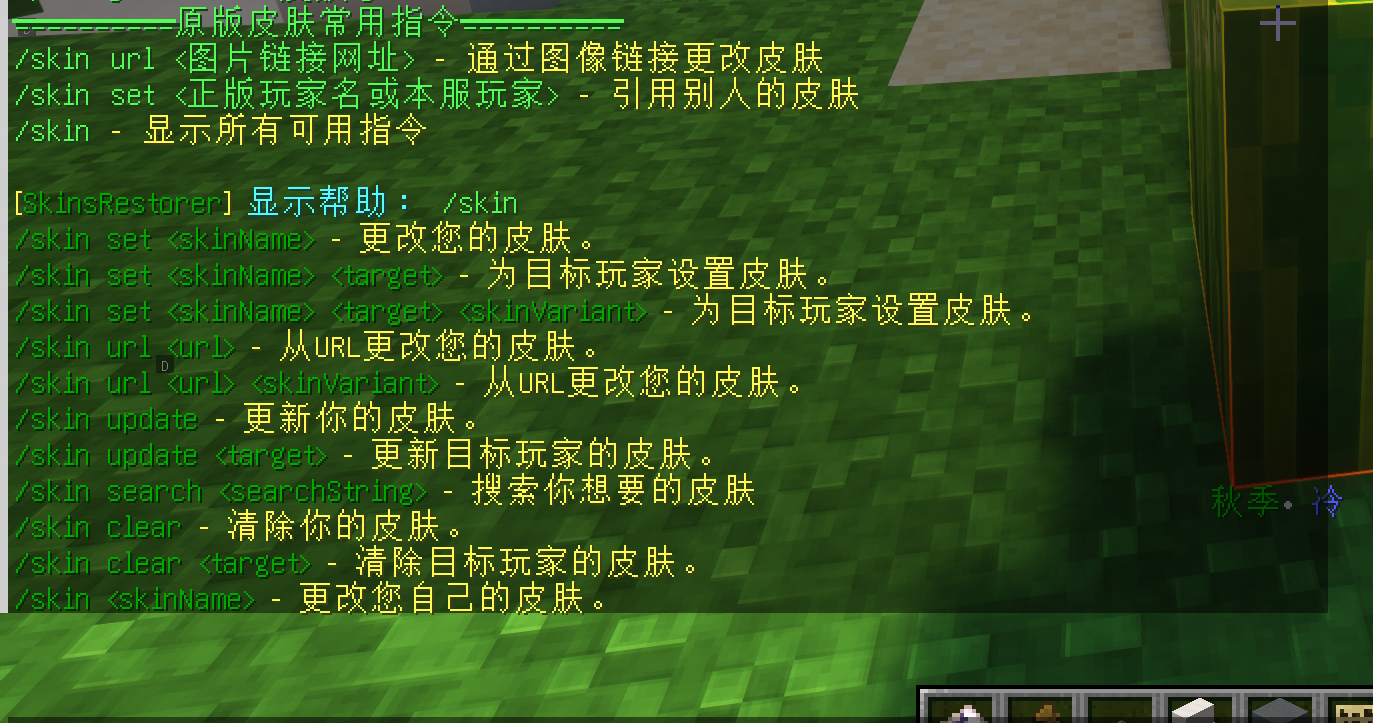 ==========原版皮肤常用指令==========
/skin url <图片链接网址> - 通过图像链接更改皮肤
/skin set <正版玩家名或本服玩家> - 引用别人的皮肤
/skin - 显示所有可用指令
[SkinsRestorer] 显示帮助： /skin
/skin set <skinName> - 更改您的皮肤。
/skin set <skinName> <target> - 为目标玩家设置皮肤。
/skin set <skinName> <target> <skinVariant> - 为目标玩家设置皮肤。
/skin url <url> - 从URL更改您的皮肤。
D
/skin url <url> <skinVariant> - 从URL更改您的皮肤。
/skin update - 更新你的皮肤。
/skin update <target> - 更新目标玩家的皮肤。
/skin search <searchString> - 搜索你想要的皮肤
秋季• 冷
/skin clear - 清除你的皮肤。
/skin clear <target> - 清除目标玩家的皮肤。
/skin <skinName> - 更改您自己的皮肤。